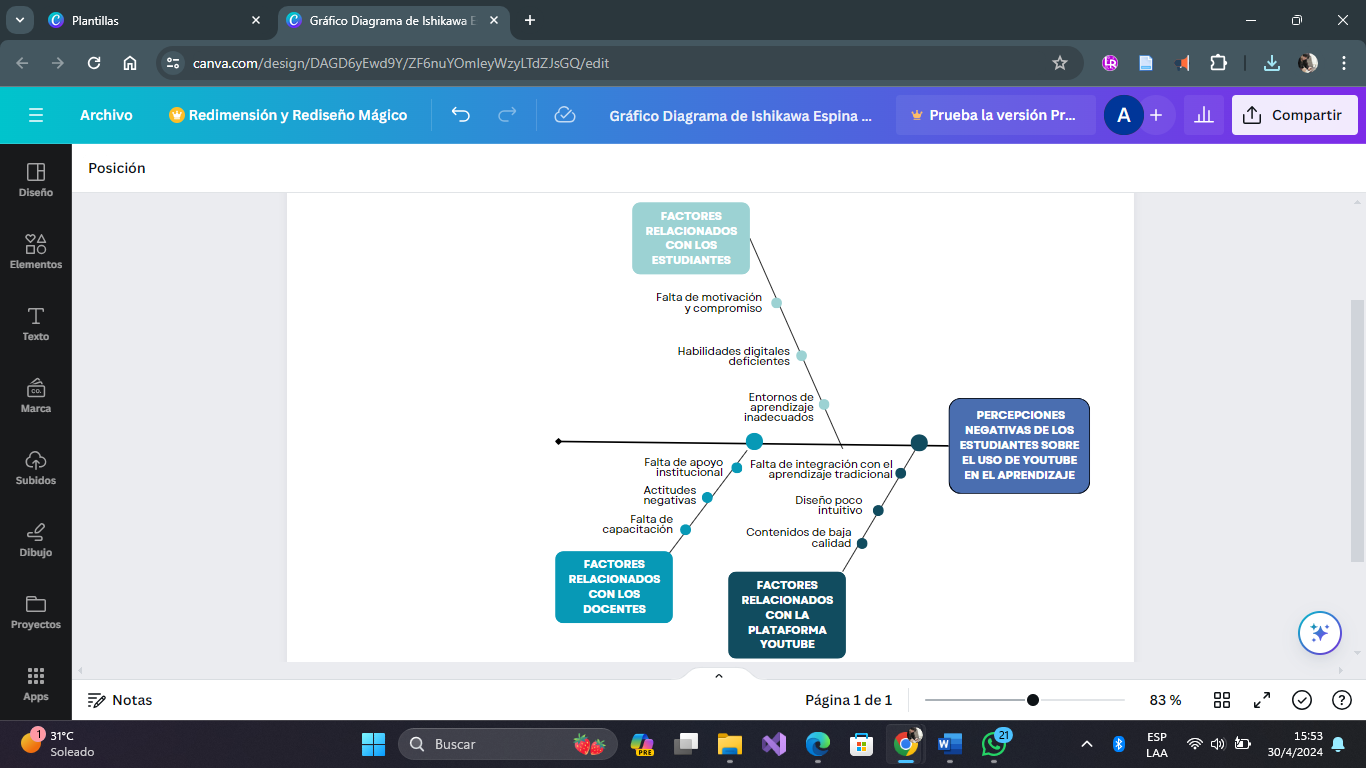 Plantillas
Gráfico Diagrama de Ishikawa E
canva.com/design/DAGD6yEwd9Y/ZF6nuYOmIeyWzyLTdZJsGQ/edit
Archivo
Redimensión y Rediseño Mágico
Gráfico Diagrama de Ishikawa Espina ...
Prueba la versión Pr...
A
Compartir
Posición
Diseño
Elementos
Texto
CO.
Marca
Subidos
Dibujo
Proyectos
Apps
FACTORES
RELACIONADOS
CON LOS
ESTUDIANTES
Falta de motivación
y compromiso
Habilidades digitales
deficientes
Entornos de
aprendizaje
inadecuados
PERCEPCIONES
NEGATIVAS DE LOS
ESTUDIANTES SOBRE
EL USO DE YOUTUBE
EN EL APRENDIZAJE
Falta de apoyo
institucional
Actitudes
negativas
Falta de
capacitación
FACTORES
RELACIONADOS
CON LOS
DOCENTES
Falta de integración con el
aprendizaje tradicional
Diseño poco
intuitivo
Contenidos de baja
calidad
FACTORES
RELACIONADOS
CON LA
PLATAFORMA
YOUTUBE
Notas
Página 1 de 1
83 %
1
31°C
Soleado
Buscar
PRE
21
ESP
LAA
15:53
30/4/2024